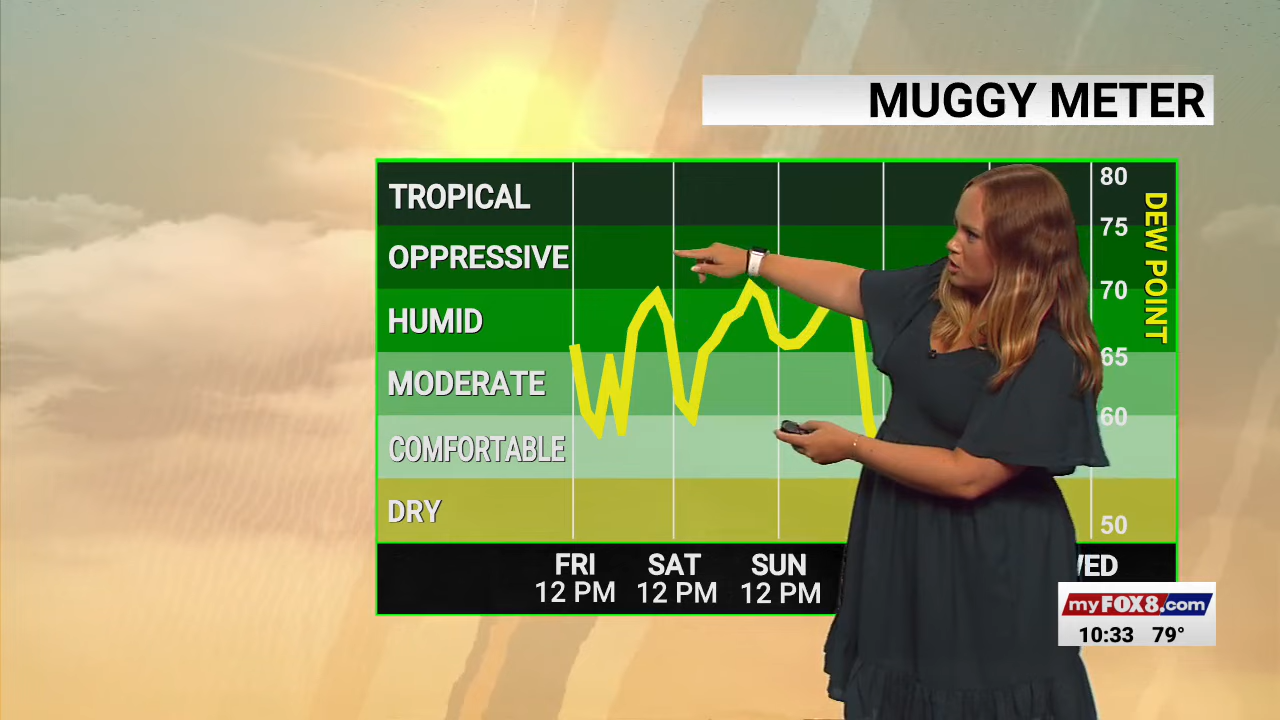 MUGGY METER
TROPICAL
OPPRESSIVE
HUMID
MODERATE
COMFORTABLE
DRY
80
75
70
65
60
50
DEW POINT
FRI SAT SUN
12 PM 12 PM 12 PM
myFOX8.com
10:33 79°